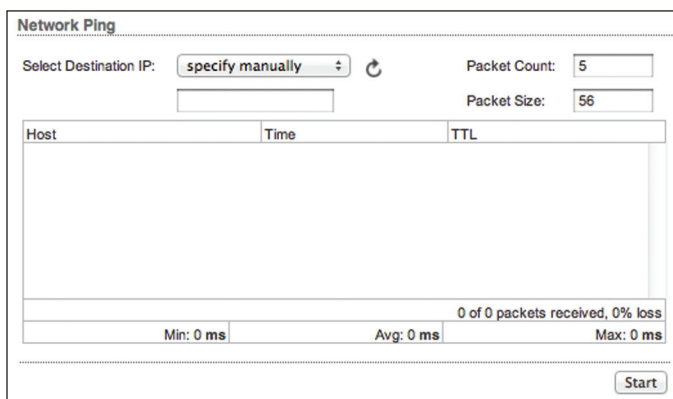 Network Ping
Select Destination IP: specify manually Packet Count: 5
Packet Size: 56
Host Time TTL
0 of 0 packets received, 0% loss
Min: 0 ms Avg: 0 ms Max: 0 ms
Start